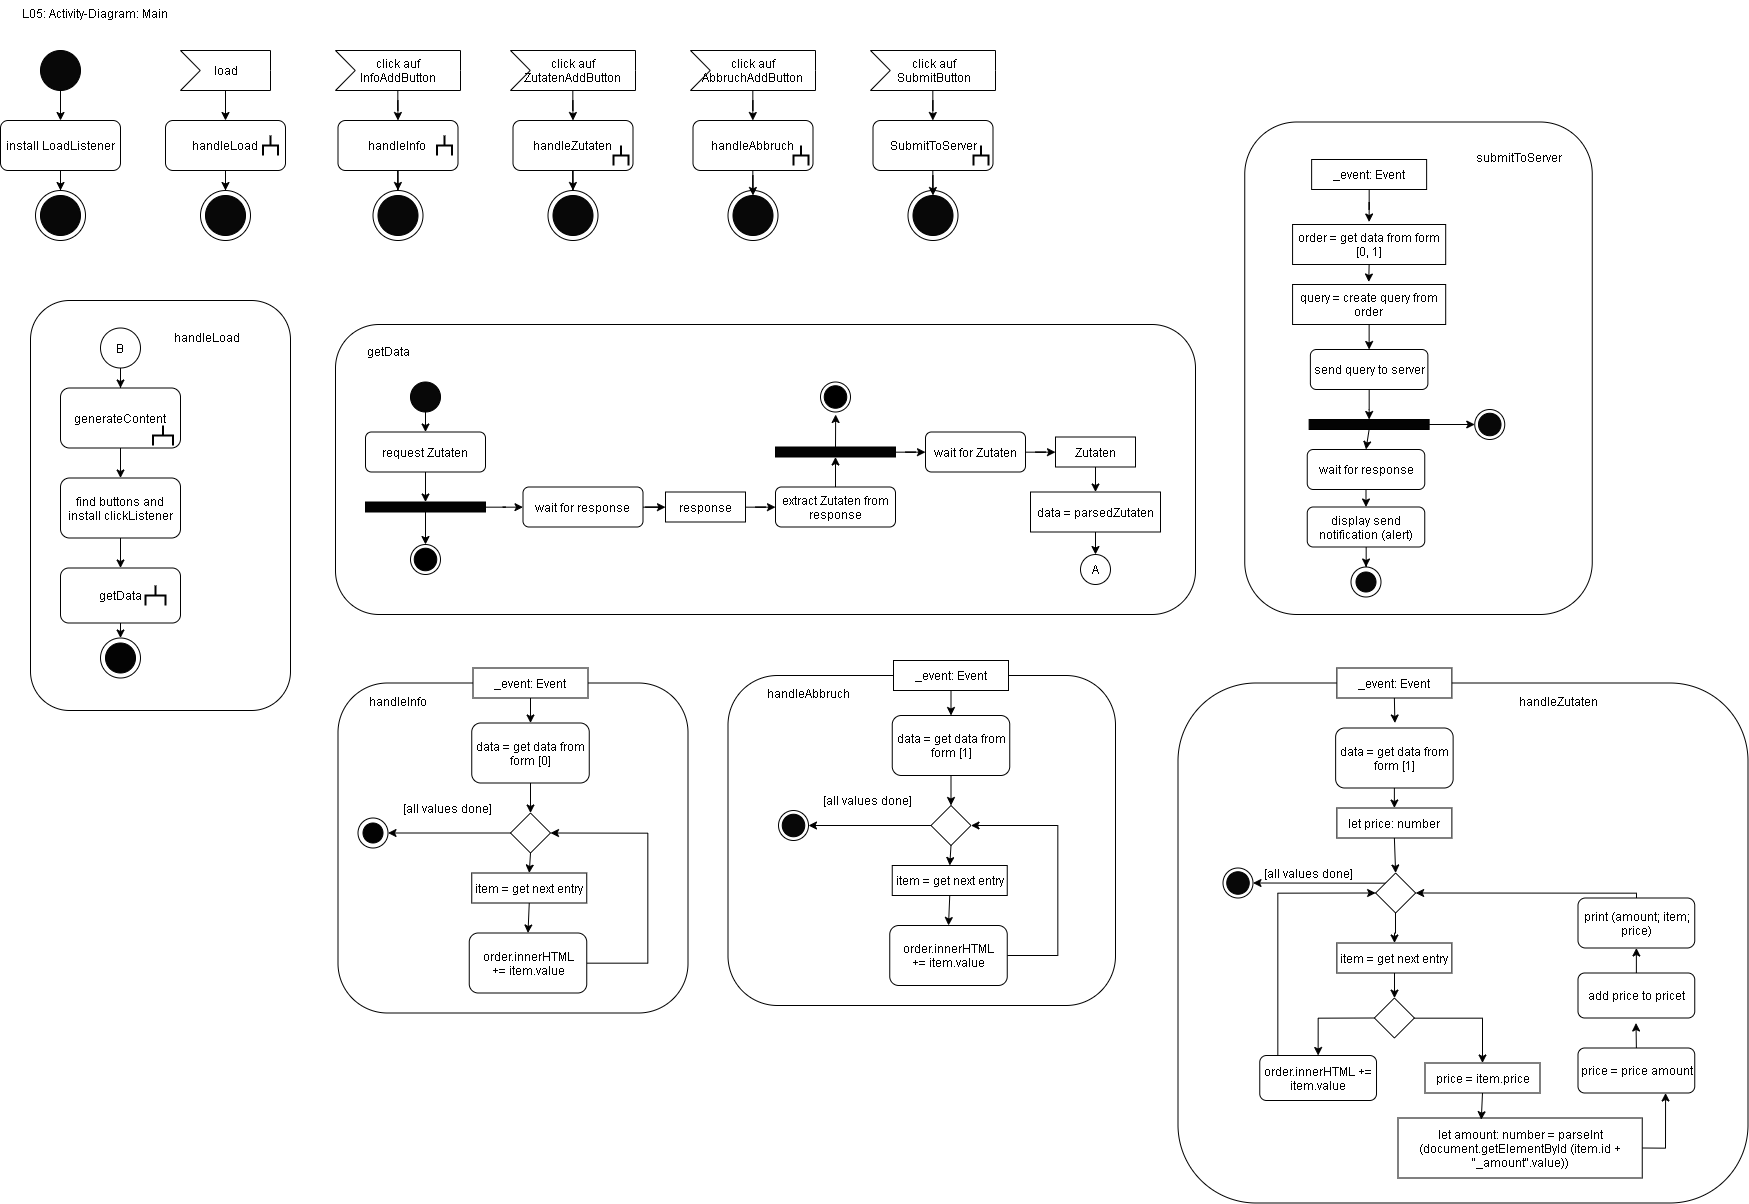 L05: Activity-Diagram: Main
load
click auf
InfoAddButton
click auf
ZutatenAddButton
click auf
AbbruchAddButton
click auf
SubmitButton
install LoadListener
handleLoad
handleInfo
handleZutaten
handleAbbruch
SubmitToServer
submitToServer
_event: Event
order = get data from form
[0, 1]
query = create query from
order
send query to server
wait for response
display send
notification (alert)
handleLoad
B
generateContent
find buttons and
install clickListener
getData
getData
request Zutaten
wait for response
response
extract Zutaten from
response
wait for Zutaten
Zutaten
data = parsedZutaten
A
handleInfo
_event: Event
data = get data from
form [0]
[all values done]
item = get next entry
order.innerHTML
+= item.value
handleAbbruch
_event: Event
data = get data from
form [1]
[all values done]
item = get next entry
order.innerHTML
+= item.value
_event: Event
handleZutaten
data = get data from
form [1]
let price: number
[all values done]
item = get next entry
order.innerHTML +=
item.value
price = item.price
let amount: number = parseInt
(document.getElementById (item.id +
"_amount".value))
price = price amount
add price to pricet
print (amount; item;
price)